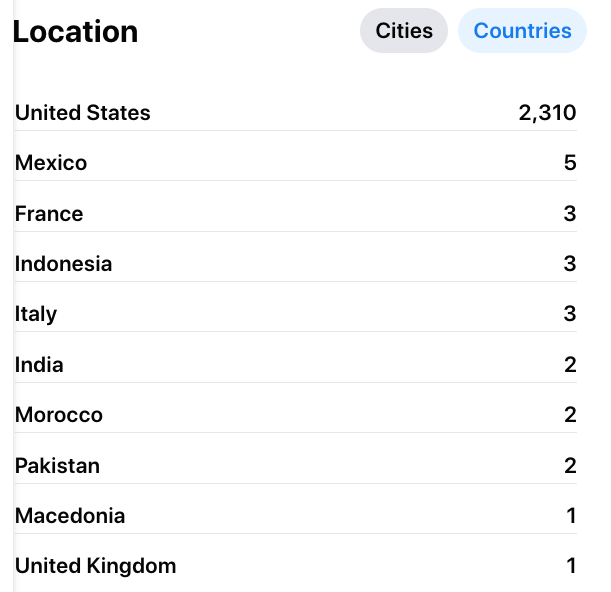 Location Cities Countries
United States 2,310
Mexico 5
France 3
Indonesia 3
Italy 3
India 2
Morocco 2
Pakistan 2
Macedonia 1
United Kingdom 1